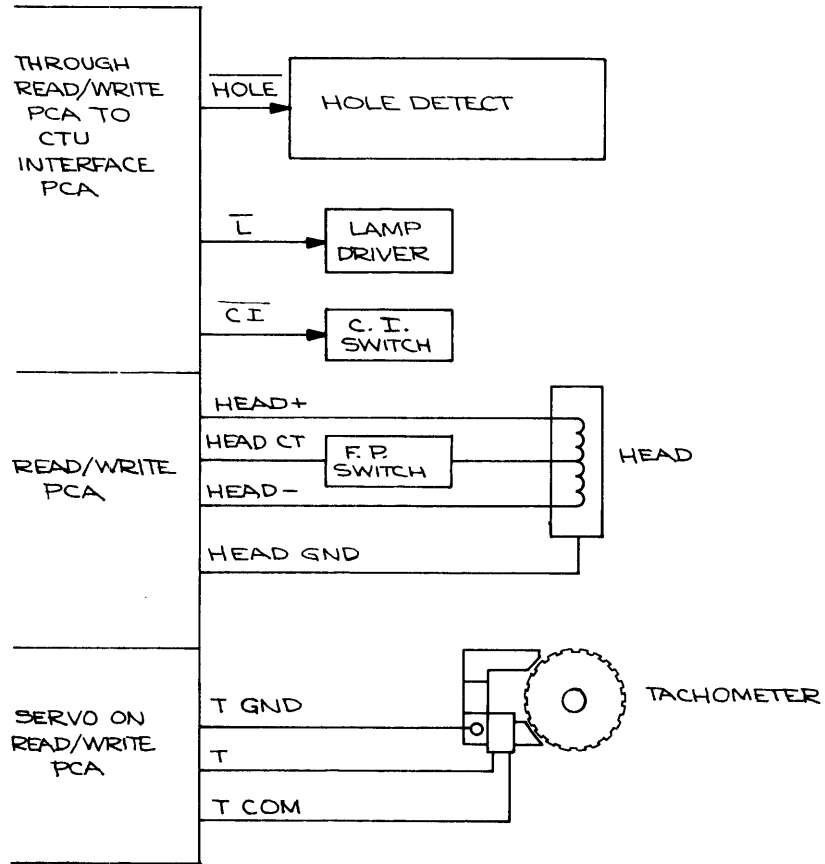 THROUGH
READ/WRITE
PCA TO
CTU
INTERFACE
PCA
HOLE
HOLE DETECT
L
LAMP
DRIVER
CI
C. I.
SWITCH
READ/WRITE
PCA
HEAD+
HEAD CT
F. P.
SWITCH
HEAD-
HEAD GND
HEAD
SERVO ON
READ/WRITE
PCA
T GND
T
T COM
TACHOMETER